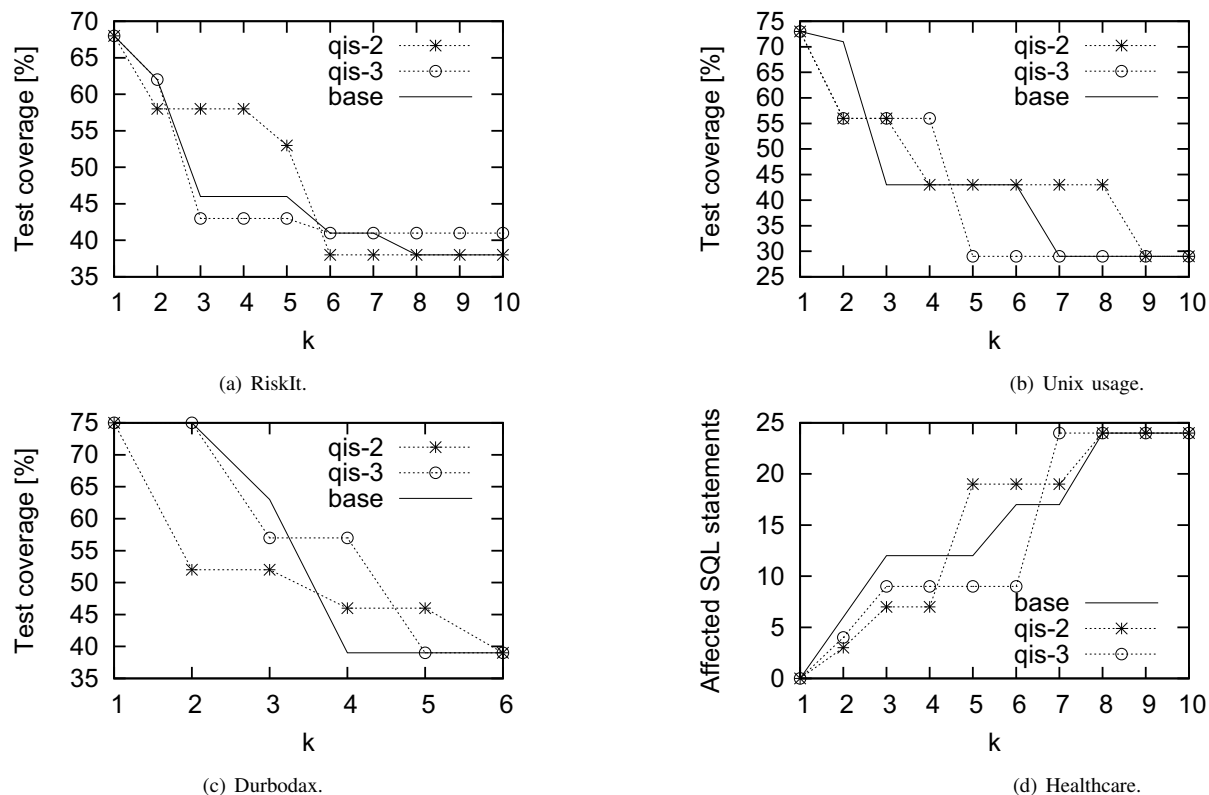 Test coverage [%]
70
65
60
55
50
45
40
35
qis-2
qis-3
base
1 2 3 4 5 6 7 8 9 10
k
(a) RiskIt.
Test coverage [%]
75
70
65
60
55
50
45
40
35
30
25
qis-2
qis-3
base
1 2 3 4 5 6 7 8 9 10
k
(b) Unix usage.
Test coverage [%]
75
70
65
60
55
50
45
40
35
qis-2
qis-3
base
1 2 3 4 5 6
k
(c) Durbodax.
Affected SQL statements
25
20
15
10
5
0
base
qis-2
qis-3
1 2 3 4 5 6 7 8 9 10
k
(d) Healthcare.